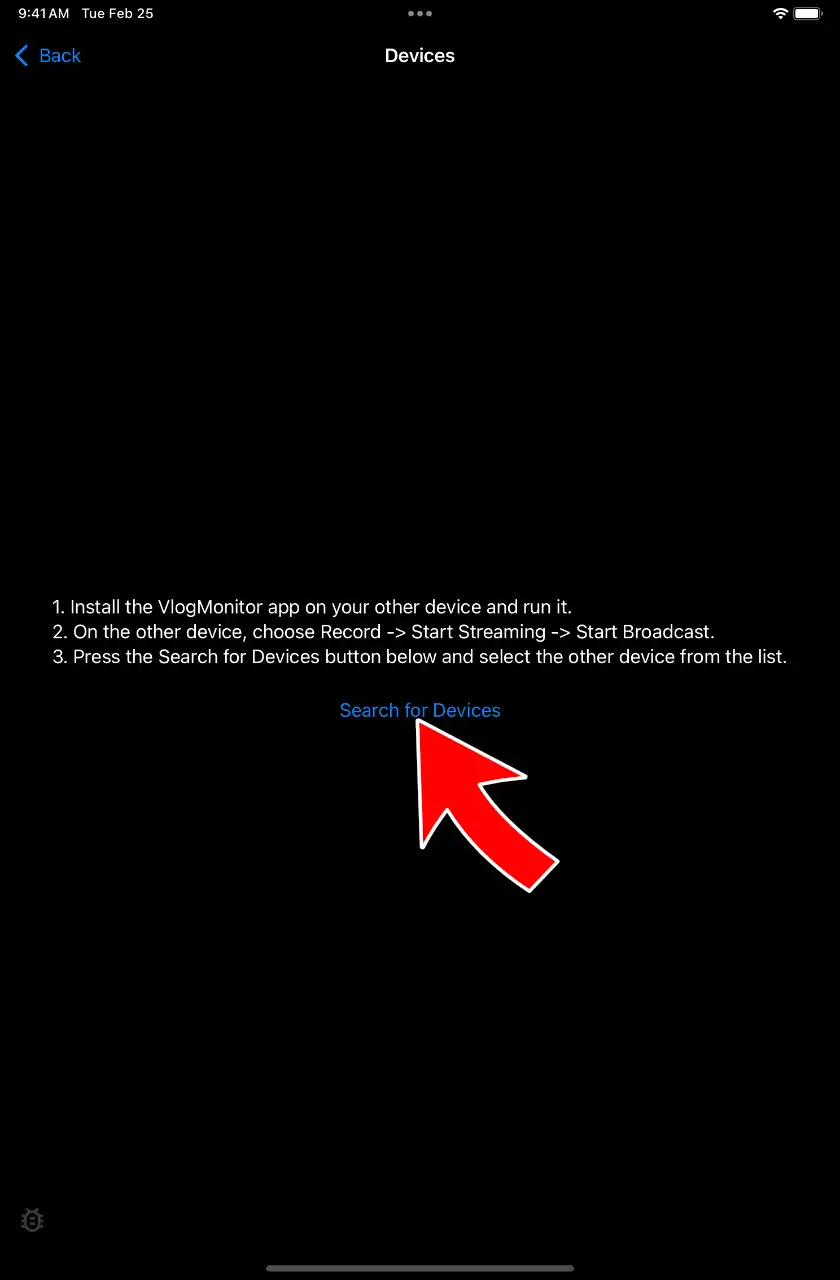 9:41 AM Tue Feb 25
Back
Devices
1. Install the VlogMonitor app on your other device and run it.
2. On the other device, choose Record -> Start Streaming -> Start Broadcast.
3. Press the Search for Devices button below and select the other device from the list.
Search for Devices